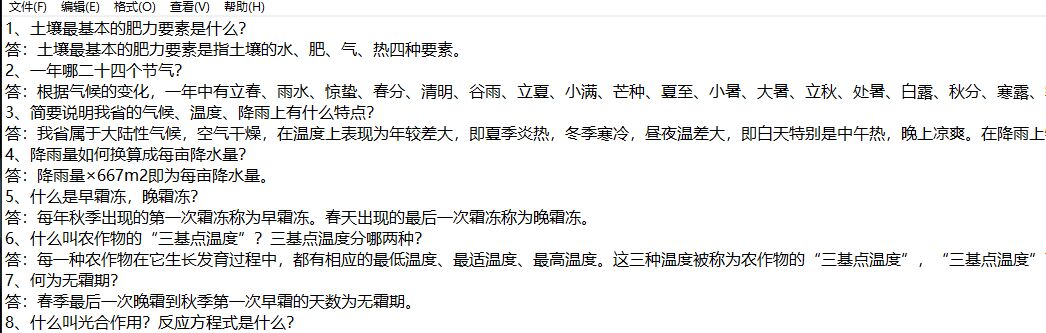 文件(F) 编辑(E) 格式(O) 查看(V) 帮助(H)
1、土壤最基本的肥力要素是什么？
答：土壤最基本的肥力要素是指土壤的水、肥、气、热四种要素。
2、一年哪二十四个节气？
答：根据气候的变化，一年中有立春、雨水、惊蛰、春分、清明、谷雨、立夏、小满、芒种、夏至、小暑、大暑、立秋、处暑、白露、秋分、寒露、
3、简要说明我省的气候、温度、降雨上有什么特点？
答：我省属于大陆性气候，空气干燥，在温度上表现为年较差大，即夏季炎热，冬季寒冷，昼夜温差大，即白天特别是中午热，晚上凉爽。在降雨上
4、降雨量如何换算成每亩降水量？
答：降雨量×667m2即为每亩降水量。
5、什么是早霜冻，晚霜冻？
答：每年秋季出现的第一次霜冻称为早霜冻。春天出现的最后一次霜冻称为晚霜冻。
6、什么叫农作物的“三基点温度”？三基点温度分哪两种？
答：每一种农作物在它生长发育过程中，都有相应的最低温度、最适温度、最高温度。这三种温度被称为农作物的“三基点温度”，“三基点温度”
7、何为无霜期？
答：春季最后一次晚霜到秋季第一次早霜的天数为无霜期。
8、什么叫光合作用？反应方程式是什么？